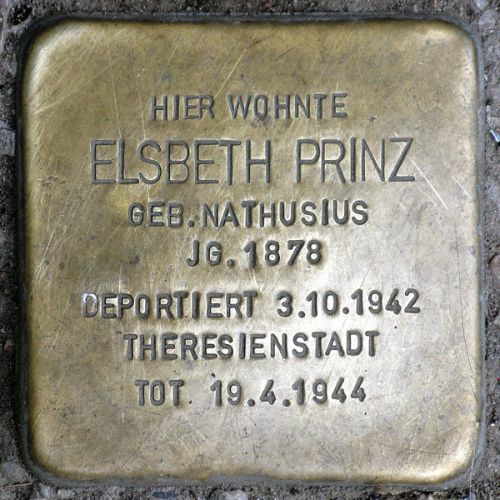 HIER WOHNTE
ELSBETH PRINZ
GEB. NATHUSIUS
JG. 1878
DEPORTIERT 3.10.1942
THERESIENSTADT
TOT 19.4.1944